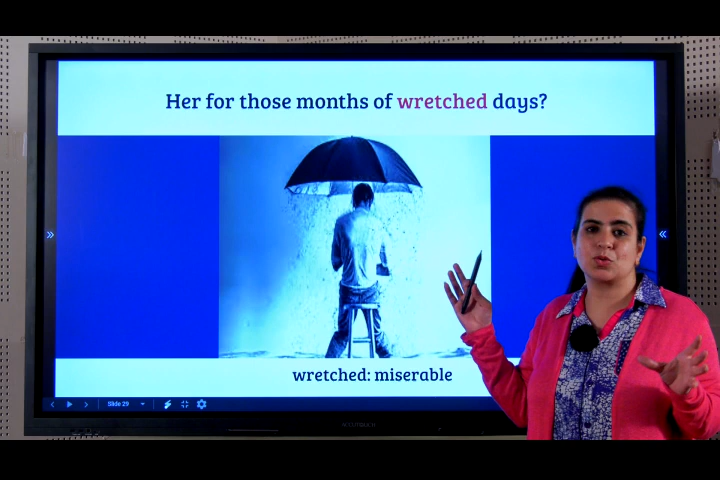 Her for those months of wretched days?
wretched: miserable
Slide 29